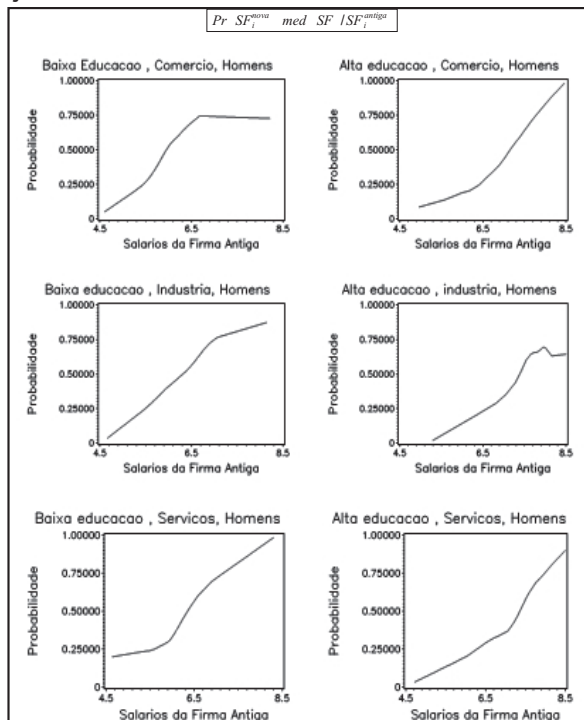 Pr SF_i^nova med SF | SF_i^antiga
Baixa Educacao , Comercio, Homens
1.00000
0.75000
0.50000
0.25000
0
Probabilidade
4.5 6.5 8.5
Salarios da Firma Antiga
Alta educacao , Comercio, Homens
1.00000
0.75000
0.50000
0.25000
0
Probabilidade
4.5 6.5 8.5
Salarios da Firma Antiga
Baixa educacao , Industria, Homens
1.00000
0.75000
0.50000
0.25000
0
Probabilidade
4.5 6.5 8.5
Salarios da Firma Antiga
Alta educacao , industria, Homens
1.00000
0.75000
0.50000
0.25000
0
Probabilidade
4.5 6.5 8.5
Salarios da Firma Antiga
Baixa educacao , Servicos, Homens
1.00000
0.75000
0.50000
0.25000
0
Probabilidade
4.5 6.5 8.5
Salarios da Firma Antiga
Alta educacao , Servicos, Homens
1.00000
0.75000
0.50000
0.25000
0
Probabilidade
4.5 6.5 8.5
Salarios da Firma Antiga